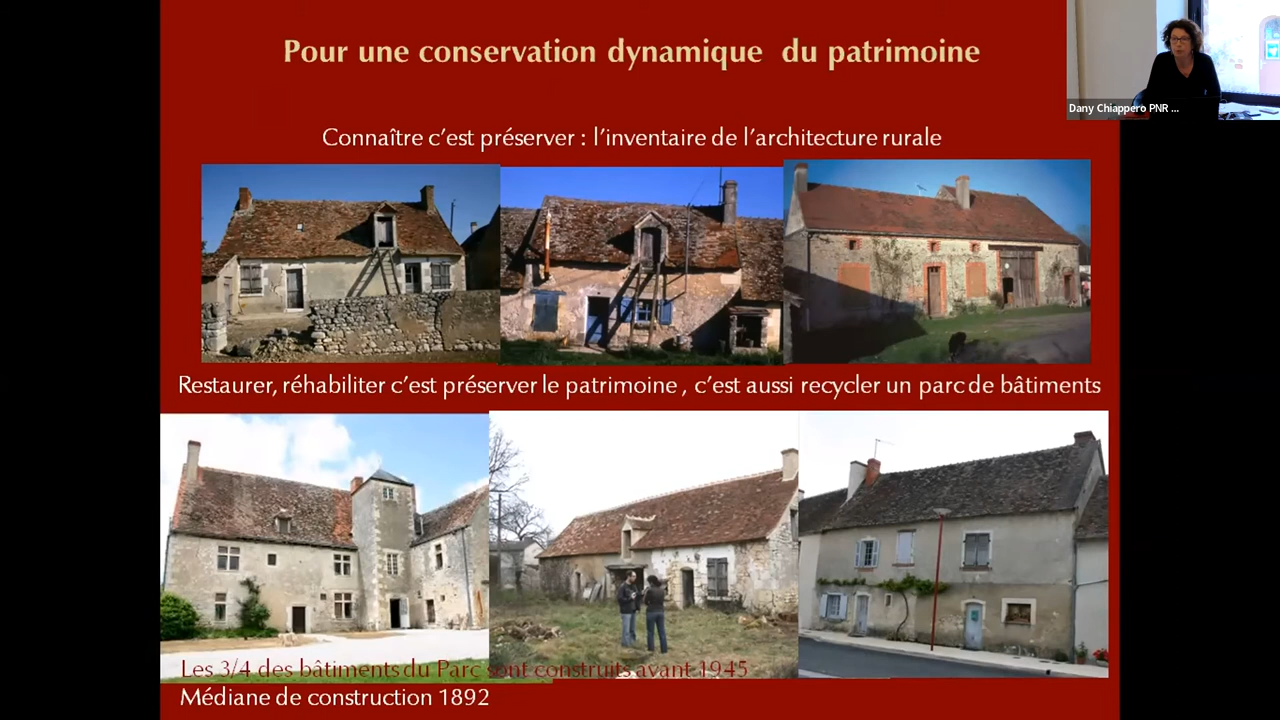 Pour une conservation dynamique du patrimoine
Dany Chiappero PNR ...
Connaître c'est préserver : l'inventaire de l'architecture rurale
Restaurer, réhabiliter c'est préserver le patrimoine , c'est aussi recycler un parc de bâtiments
Les 3/4 des bâtiments du Parc sont construits avant 1945
Médiane de construction 1892